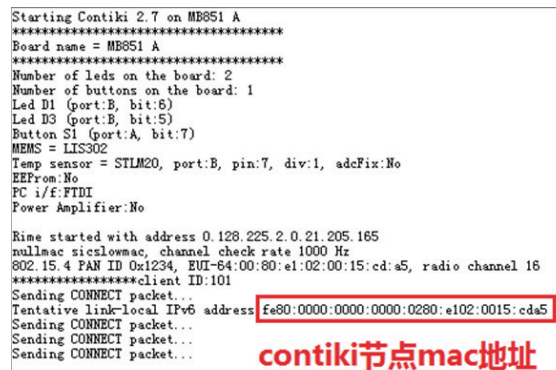 Starting Contiki 2.7 on MB851 A
*************************************
Board name = MB851 A
*************************************
Number of leds on the board: 2
Number of buttons on the board: 1
Led D1 (port:B, bit:6)
Led D3 (port:B, bit:5)
Button S1 (port:A, bit:7)
MEMS = LIS302
Temp sensor = STLM20, port:B, pin:7, div:1, adcFix:No
EEProm:No
PC i/f:FTDI
Power Amplifier:No
Rime started with address 0.128.225.2.0.21.205.165
nullmac sicslowmac, channel check rate 1000 Hz
802.15.4 PAN ID 0x1234, EUI-64:00:80:e1:02:00:15:cd:a5, radio channel 16
*****************client ID:101
Sending CONNECT packet...
Tentative link-local IPv6 address fe80:0000:0000:0000:0280:e102:0015:cda5
Sending CONNECT packet...
Sending CONNECT packet...
Sending CONNECT packet...
contiki节点mac地址